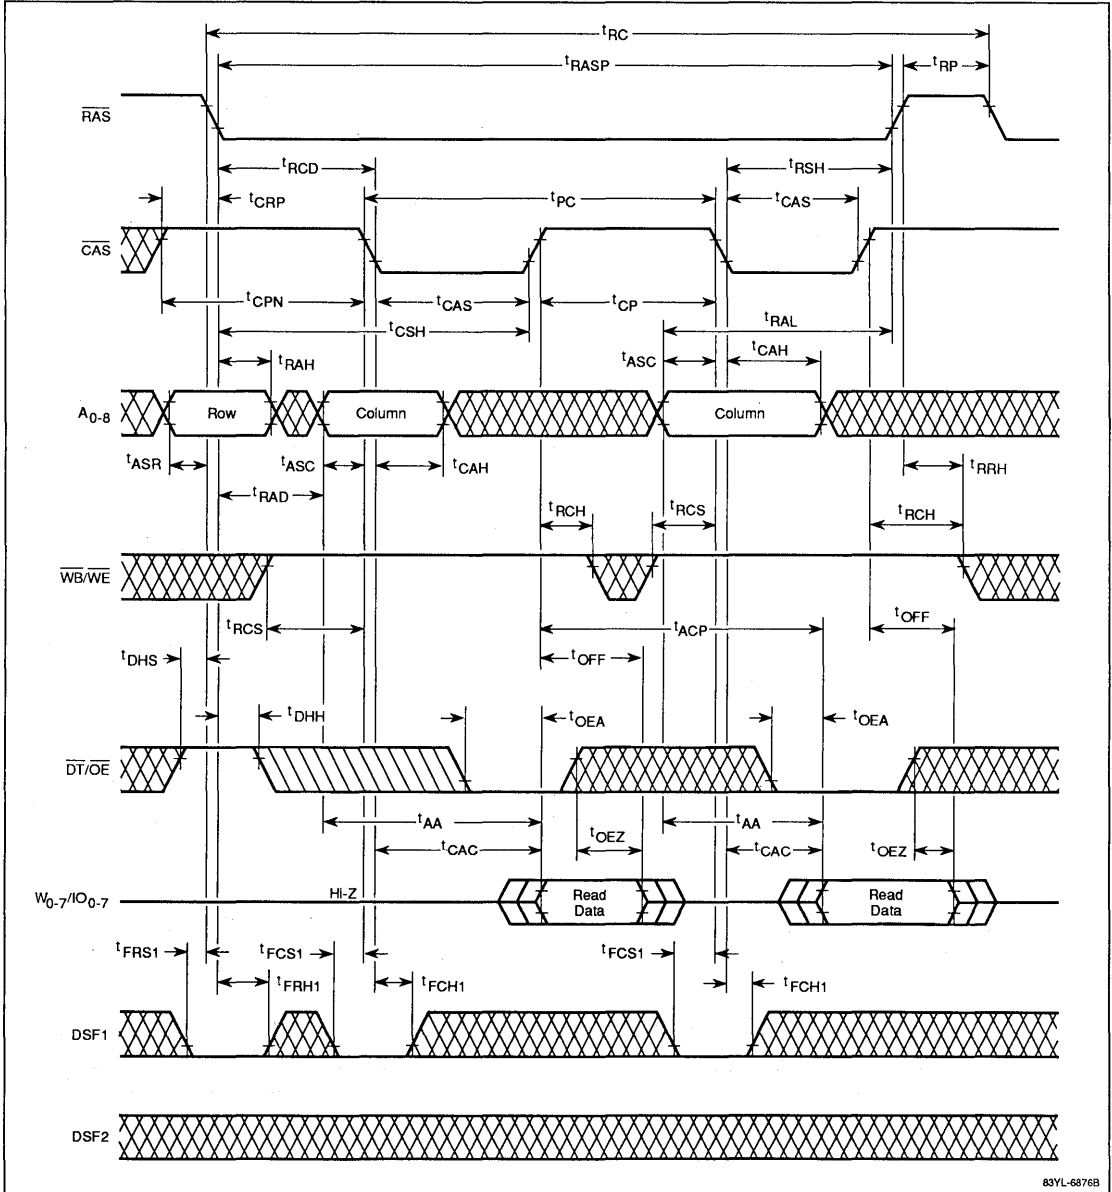 tRC
tRASP
tRP
RAS
tRCD
tRSH
tCRP
tPC
tCAS
CAS
tCPN
tCAS
tCP
tCSH
tRAL
tRAH
tASC
tCAH
A0-8
Row
Column
Column
tASR
tASC
tCAH
tRRH
tRAD
tRCH
tRCS
tRCH
WB/WE
tRCS
tACP
tOFF
tDHS
tOFF
tDHH
tOEA
tOEA
DT/OE
tAA
tAA
tCAC
tOEZ
tCAC
tOEZ
W0-7/IO0-7
Hi-Z
Read
Data
Read
Data
tFRS1
tFCS1
tFCS1
tFRH1
tFCH1
tFCH1
DSF1
DSF2
83YL-6876B